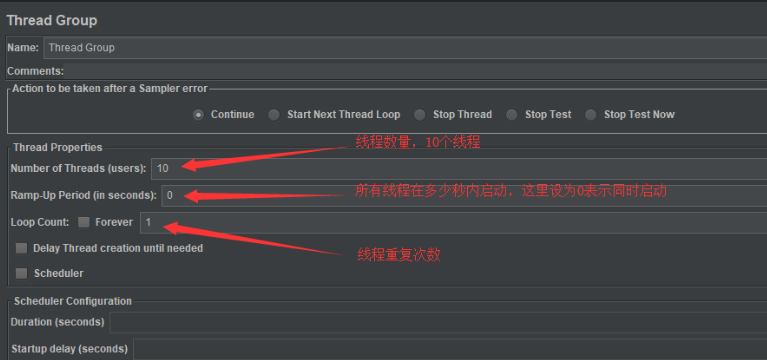 Thread Group
Name: Thread Group
Comments:
Action to be taken after a Sampler error
Continue Start Next Thread Loop Stop Thread Stop Test Stop Test Now
Thread Properties
线程数量，10个线程
Number of Threads (users): 10
Ramp-Up Period (in seconds): 0 所有线程在多少秒内启动，这里设为0表示同时启动
Loop Count: Forever 1
Delay Thread creation until needed
线程重复次数
Scheduler
Scheduler Configuration
Duration (seconds)
Startup delay (seconds)